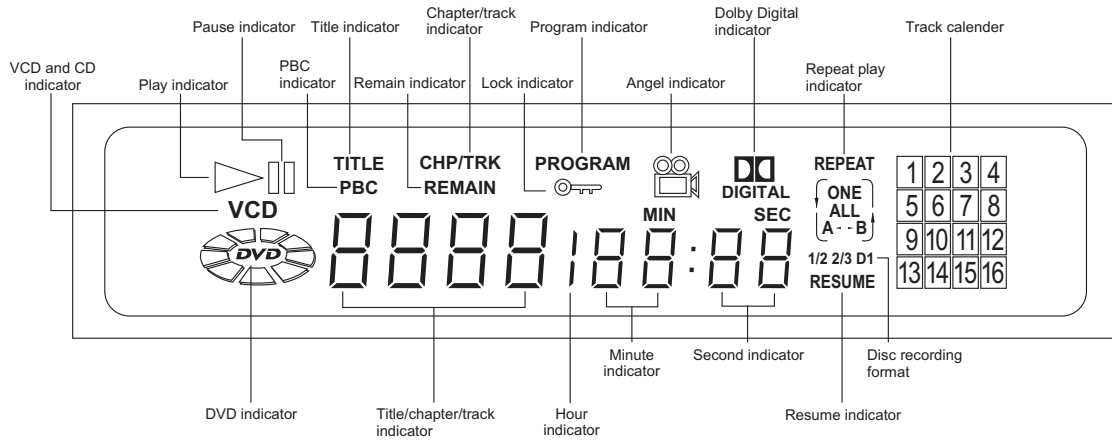 Chapter/track
indicator
Dolby Digital
indicator
Pause indicator
Title indicator
Program indicator
Track calender
VCD and CD
indicator
PBC
indicator
Repeat play
indicator
Play indicator
Remain indicator
Lock indicator
Angel indicator
TITLE
CHP/TRK
PROGRAM
REPEAT
PBC
REMAIN
DIGITAL
VCD
MIN
SEC
ONE
ALL
A - - B
DVD
8888 188:88
1/2 2/3 D1
RESUME
1 2 3 4
5 6 7 8
9 10 11 12
13 14 15 16
Minute
indicator
Second indicator
Disc recording
format
DVD indicator
Title/chapter/track
indicator
Hour
indicator
Resume indicator